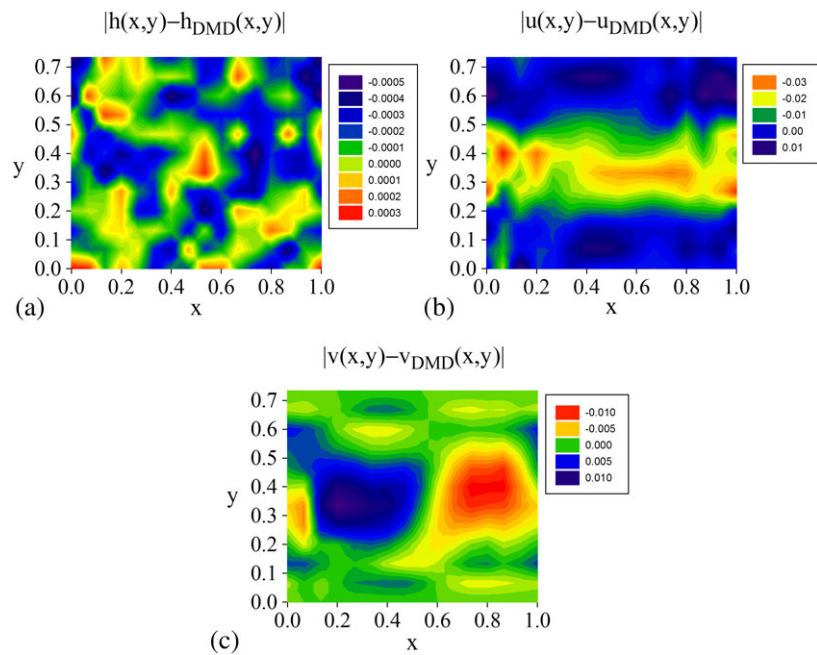 |h(x,y)−h_DMD(x,y)|
0.7
0.6
0.5
0.4
0.3
0.2
0.1
0.0
y
0.0 0.2 0.4 0.6 0.8 1.0
x
-0.0005
-0.0004
-0.0003
-0.0002
-0.0001
0.0000
0.0001
0.0002
0.0003
(a)
|u(x,y)−u_DMD(x,y)|
0.7
0.6
0.5
0.4
0.3
0.2
0.1
0.0
y
0.0 0.2 0.4 0.6 0.8 1.0
x
-0.03
-0.02
-0.01
0.00
0.01
(b)
|v(x,y)−v_DMD(x,y)|
0.7
0.6
0.5
0.4
0.3
0.2
0.1
0.0
y
0.0 0.2 0.4 0.6 0.8 1.0
x
-0.010
-0.005
0.000
0.005
0.010
(c)